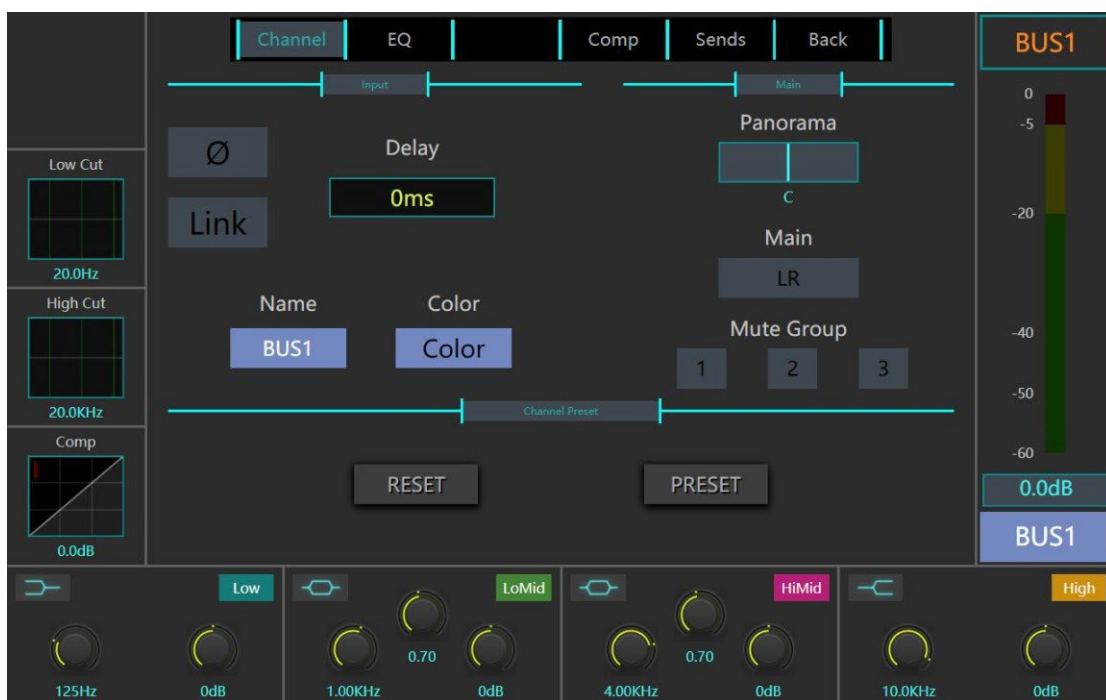 Channel EQ Comp Sends Back
BUS1
Input
Main
Ø
Delay
0ms
Link
Panorama
C
Main
LR
Name
Color
BUS1
Color
Mute Group
1 2 3
Channel Preset
RESET
PRESET
Low Cut
20.0Hz
High Cut
20.0KHz
Comp
0.0dB
0
-5
-20
-40
-50
-60
0.0dB
BUS1
Low
125Hz
0dB
LoMid
1.00KHz
0.70
0dB
HiMid
4.00KHz
0.70
0dB
High
10.0KHz
0dB